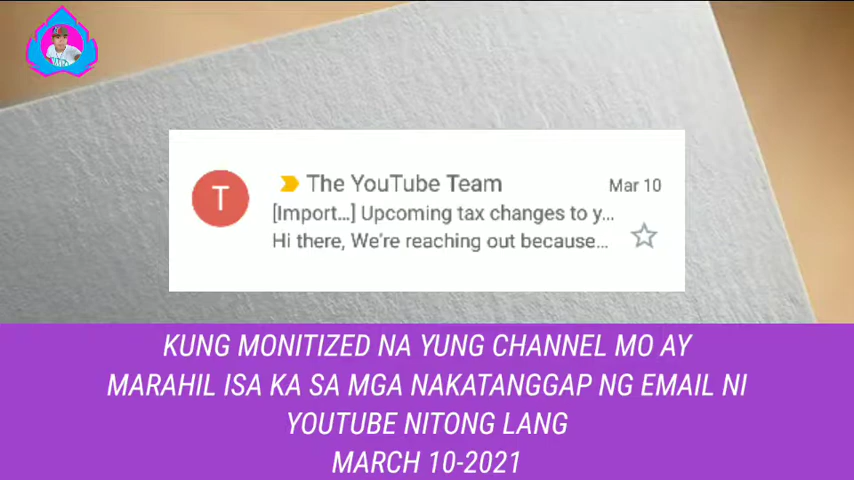 T
The YouTube Team
Mar 10
[Import...] Upcoming tax changes to y...
Hi there, We're reaching out because...
KUNG MONITIZED NA YUNG CHANNEL MO AY
MARAHIL ISA KA SA MGA NAKATANGGAP NG EMAIL NI
YOUTUBE NITONG LANG
MARCH 10-2021